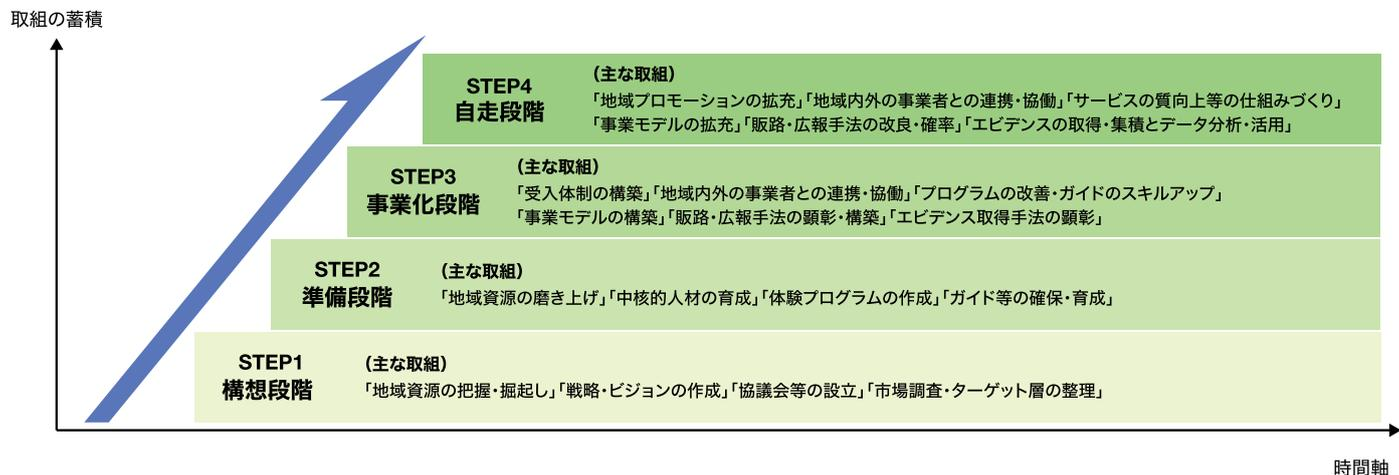 取組の蓄積
STEP4
自走段階
（主な取組）
「地域プロモーションの拡充」「地域内外の事業者との連携・協働」「サービスの質向上等の仕組みづくり」
「事業モデルの拡充」「販路・広報手法の改良・確率」「エビデンスの取得・集積とデータ分析・活用」
STEP3
事業化段階
（主な取組）
「受入体制の構築」「地域内外の事業者との連携・協働」「プログラムの改善・ガイドのスキルアップ」
「事業モデルの構築」「販路・広報手法の顕彰・構築」「エビデンス取得手法の顕彰」
STEP2
準備段階
（主な取組）
「地域資源の磨き上げ」「中核的人材の育成」「体験プログラムの作成」「ガイド等の確保・育成」
STEP1
構想段階
（主な取組）
「地域資源の把握・掘起し」「戦略・ビジョンの作成」「協議会等の設立」「市場調査・ターゲット層の整理」
時間軸